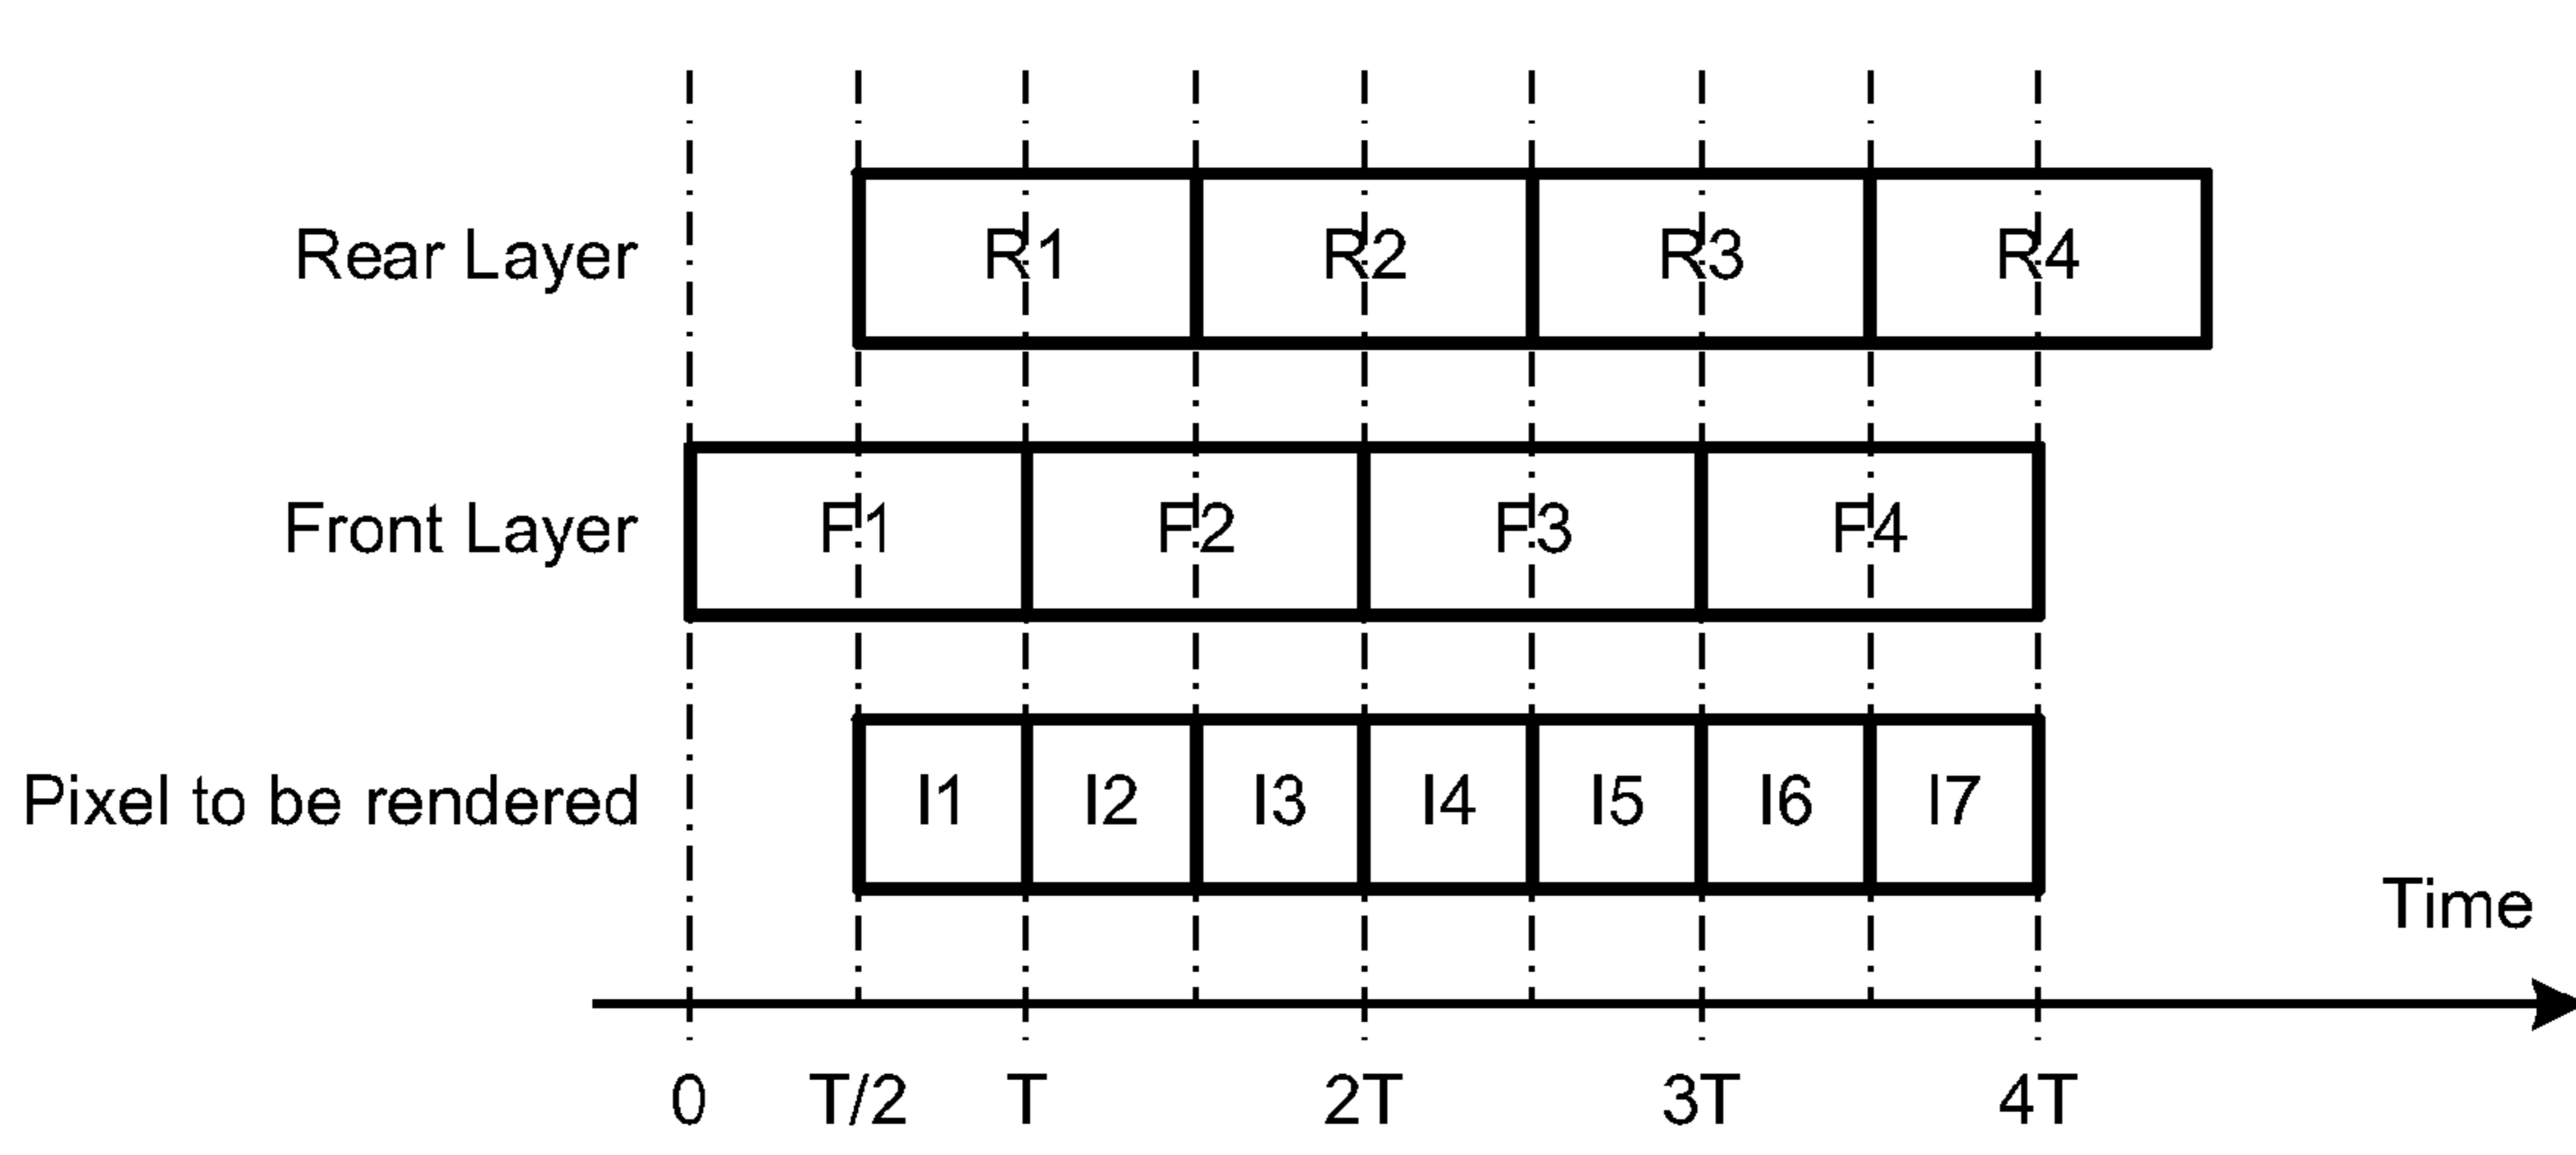 Rear Layer R1 R2 R3 R4
Front Layer F1 F2 F3 F4
Pixel to be rendered I1 I2 I3 I4 I5 I6 I7
Time
0 T/2 T 2T 3T 4T